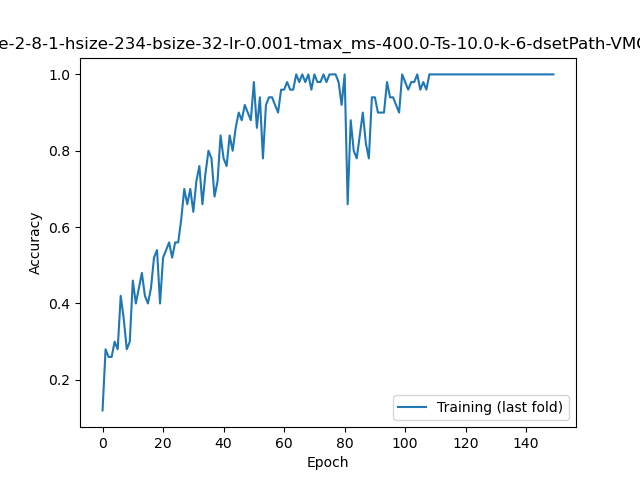 e-2-8-1-hsize-234-bsize-32-lr-0.001-tmax_ms-400.0-Ts-10.0-k-6-dsetPath-VMC
1.0
0.8
0.6
0.4
0.2
Accuracy
Training (last fold)
0 20 40 60 80 100 120 140
Epoch